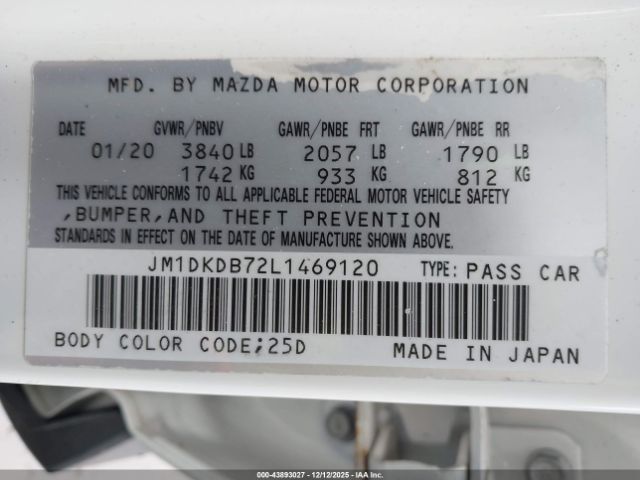 MFD. BY MAZDA MOTOR CORPORATION
DATE GVWR/PNBV GAWR/PNBE FRT GAWR/PNBE RR
01/20 3840 LB 2057 LB 1790 LB
1742 KG 933 KG 812 KG
THIS VEHICLE CONFORMS TO ALL APPLICABLE FEDERAL MOTOR VEHICLE SAFETY
,BUMPER,AND THEFT PREVENTION
STANDARDS IN EFFECT ON THE DATE OF MANUFACTURE SHOWN ABOVE.
JM1DKDB72L1469120 TYPE: PASS CAR
BODY COLOR CODE;25D MADE IN JAPAN
000-43893027 - 12/12/2025 - IAAI.com